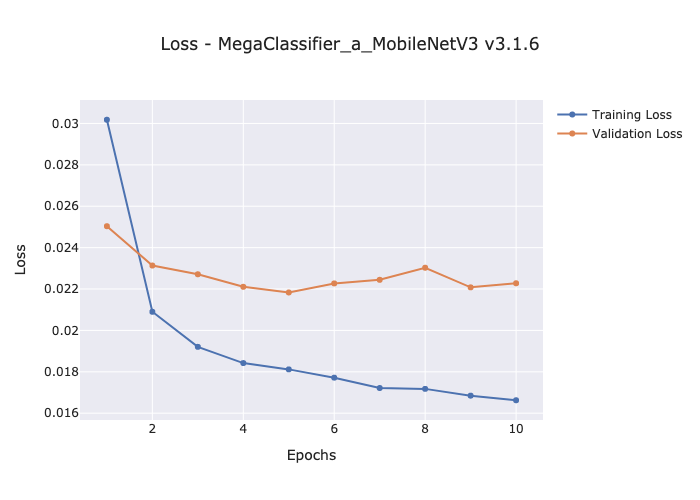 Loss - MegaClassifier_a_MobileNetV3 v3.1.6
Training Loss
Validation Loss
0.03
0.028
0.026
0.024
0.022
0.02
0.018
0.016
Loss
2
4
6
8
10
Epochs